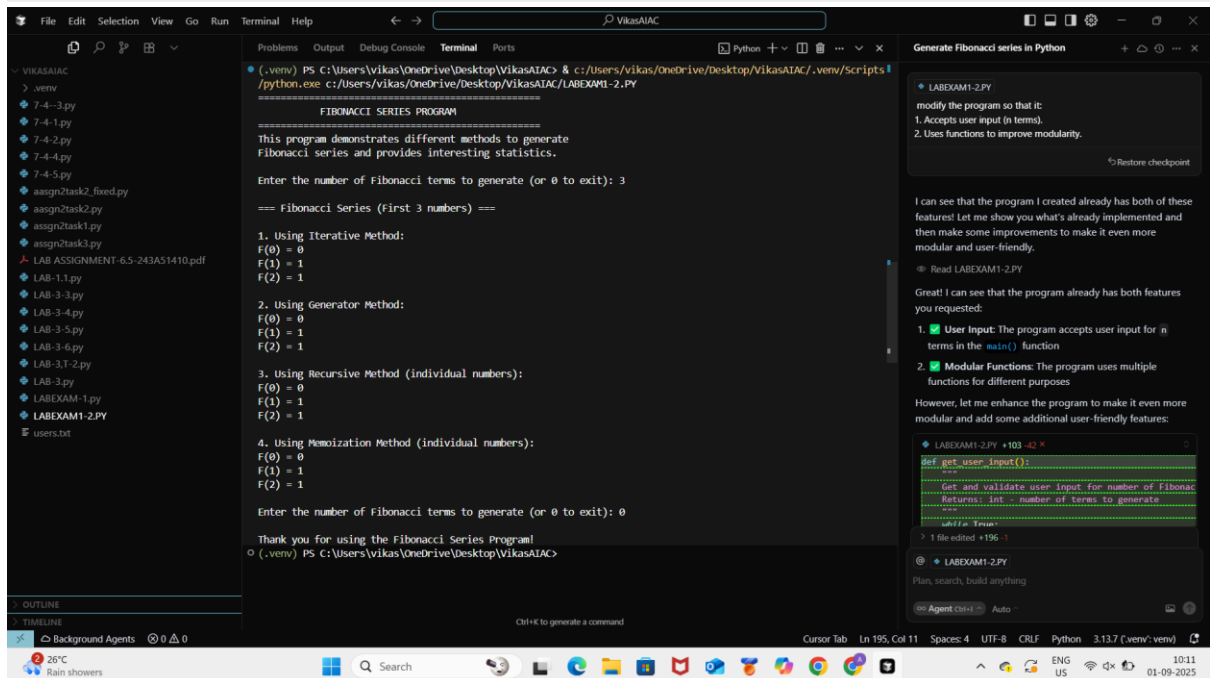 File Edit Selection View Go Run Terminal Help
VikasAIAC
VIKASAIAC
.venv
7-4--3.py
7-4-1.py
7-4-2.py
7-4-4.py
7-4-5.py
aasgn2task2_fixed.py
aasgn2task2.py
assgn2task1.py
assgn2task3.py
LAB ASSIGNMENT-6.5-243A51410.pdf
LAB-1.1.py
LAB-3-3.py
LAB-3-4.py
LAB-3-5.py
LAB-3-6.py
LAB-3,T-2.py
LAB-3.py
LABEXAM-1.py
LABEXAM1-2.PY
users.txt
OUTLINE
TIMELINE
Problems Output Debug Console Terminal Ports
Python
(.venv) PS C:\Users\vikas\OneDrive\Desktop\VikasAIAC> & c:/Users/vikas/OneDrive/Desktop/VikasAIAC/.venv/Scripts
/python.exe c:/Users/vikas/OneDrive/Desktop/VikasAIAC/LABEXAM1-2.PY
==================================================
FIBONACCI SERIES PROGRAM
==================================================
This program demonstrates different methods to generate
Fibonacci series and provides interesting statistics.
Enter the number of Fibonacci terms to generate (or 0 to exit): 3
=== Fibonacci Series (First 3 numbers) ===
1. Using Iterative Method:
F(0) = 0
F(1) = 1
F(2) = 1
2. Using Generator Method:
F(0) = 0
F(1) = 1
F(2) = 1
3. Using Recursive Method (individual numbers):
F(0) = 0
F(1) = 1
F(2) = 1
4. Using Memoization Method (individual numbers):
F(0) = 0
F(1) = 1
F(2) = 1
Enter the number of Fibonacci terms to generate (or 0 to exit): 0
Thank you for using the Fibonacci Series Program!
(.venv) PS C:\Users\vikas\OneDrive\Desktop\VikasAIAC>
Ctrl+K to generate a command
Generate Fibonacci series in Python
LABEXAM1-2.PY
modify the program so that it:
1. Accepts user input (n terms).
2. Uses functions to improve modularity.
Restore checkpoint
I can see that the program I created already has both of these
features! Let me show you what's already implemented and
then make some improvements to make it even more
modular and user-friendly.
Read LABEXAM1-2.PY
Great! I can see that the program already has both features
you requested:
1. ✅ User Input: The program accepts user input for n
terms in the main() function
2. ✅ Modular Functions: The program uses multiple
functions for different purposes
However, let me enhance the program to make it even more
modular and add some additional user-friendly features:
LABEXAM1-2.PY +103 -42
def get_user_input():
"""
Get and validate user input for number of Fibonac
Returns: int - number of terms to generate
"""
while True:
1 file edited +196 -1
@ LABEXAM1-2.PY
Plan, search, build anything
Agent Ctrl+I Auto
Background Agents 0 0
Cursor Tab Ln 195, Col 11 Spaces: 4 UTF-8 CRLF Python 3.13.7 ('.venv': venv)
2
26°C
Rain showers
Search
ENG
US
10:11
01-09-2025